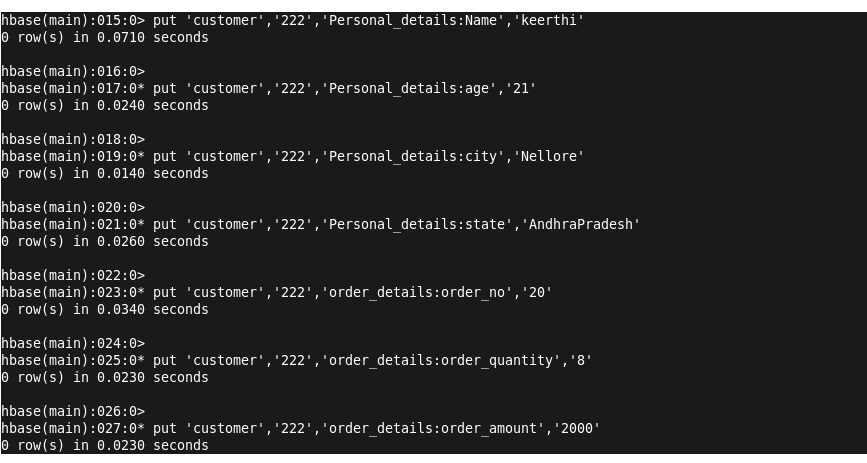 hbase(main):015:0> put 'customer','222','Personal_details:Name','keerthi'
0 row(s) in 0.0710 seconds
hbase(main):016:0>
hbase(main):017:0* put 'customer','222','Personal_details:age','21'
0 row(s) in 0.0240 seconds
hbase(main):018:0>
hbase(main):019:0* put 'customer','222','Personal_details:city','Nellore'
0 row(s) in 0.0140 seconds
hbase(main):020:0>
hbase(main):021:0* put 'customer','222','Personal_details:state','AndhraPradesh'
0 row(s) in 0.0260 seconds
hbase(main):022:0>
hbase(main):023:0* put 'customer','222','order_details:order_no','20'
0 row(s) in 0.0340 seconds
hbase(main):024:0>
hbase(main):025:0* put 'customer','222','order_details:order_quantity','8'
0 row(s) in 0.0230 seconds
hbase(main):026:0>
hbase(main):027:0* put 'customer','222','order_details:order_amount','2000'
0 row(s) in 0.0230 seconds